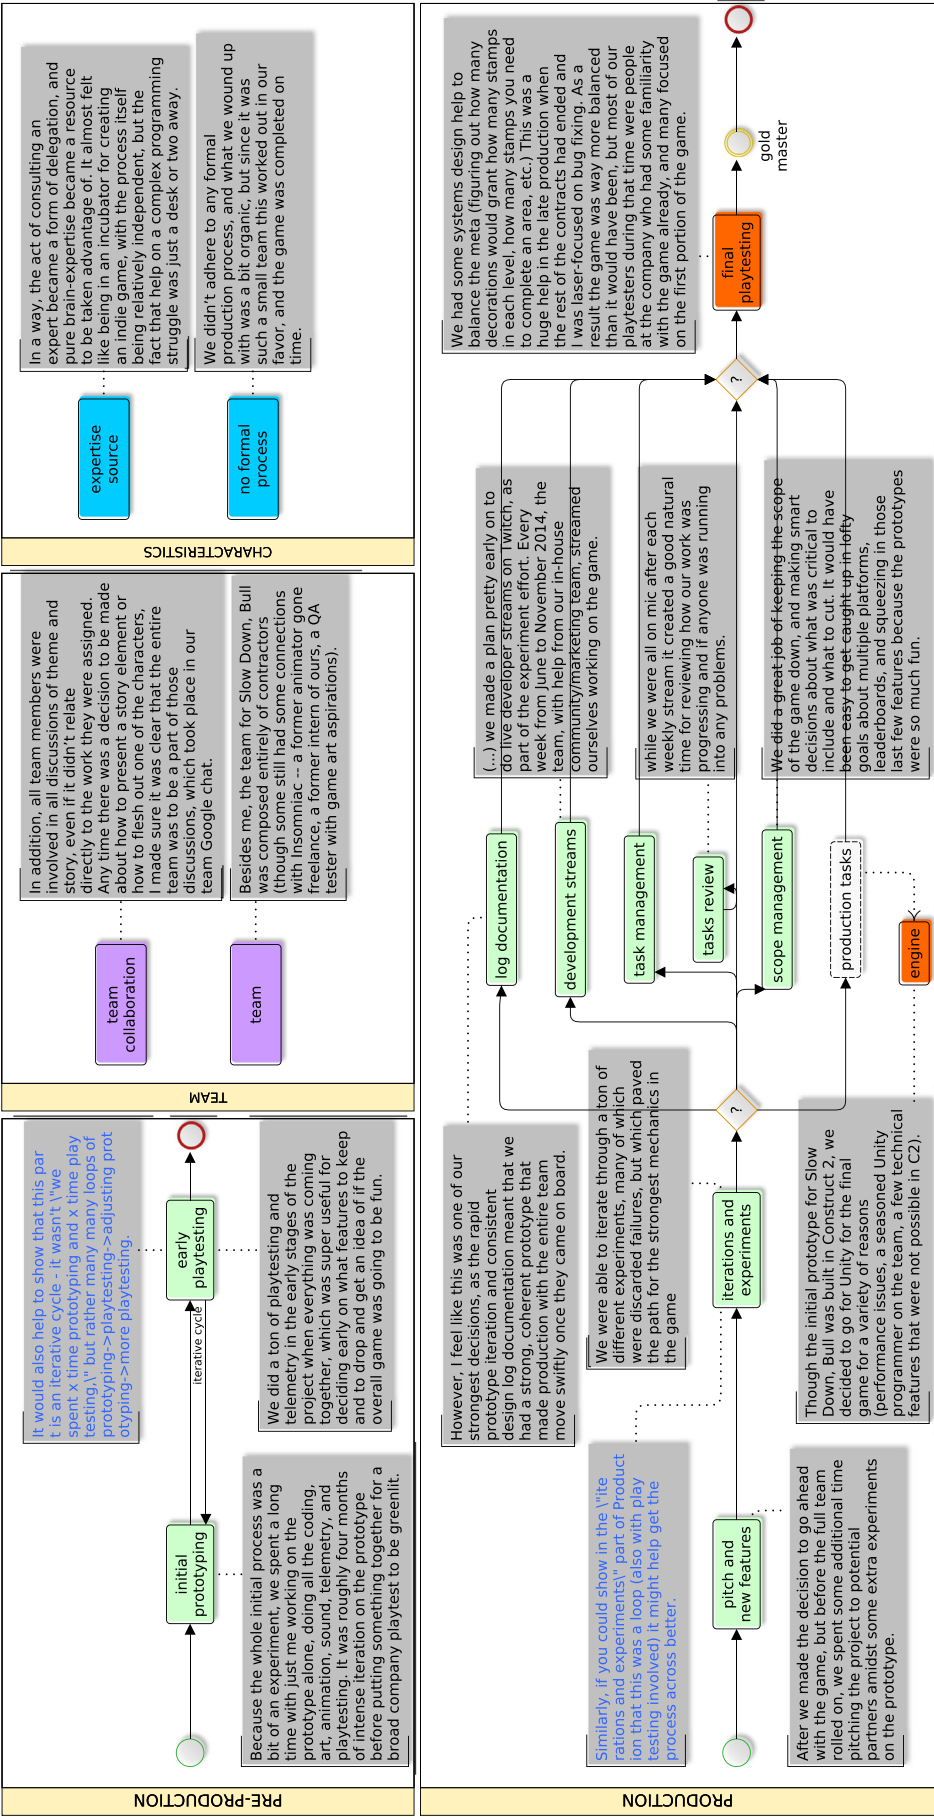 PRE-PRODUCTION
initial
prototyping
Because the whole initial process was a
bit of an experiment, we spent a long
time with just me working on the
prototype alone, doing all the coding,
art, animation, sound, telemetry, and
playtesting. It was roughly four months
of intense iteration on the prototype
before putting something together for a
broad company playtest to be greenlit.
iterative cycle
early
playtesting
It would also help to show that this par
t is an iterative cycle - it wasn't \"we
spent x time prototyping and x time play
testing,\" but rather many loops of
prototyping->playtesting->adjusting prot
otyping->more playtesting.
We did a ton of playtesting and
telemetry in the early stages of the
project when everything was coming
together, which was super useful for
deciding early on what features to keep
and to drop and get an idea of if the
overall game was going to be fun.
TEAM
team
collaboration
In addition, all team members were
involved in all discussions of theme and
story, even if it didn't relate
directly to the work they were assigned.
Any time there was a decision to be made
about how to present a story element or
how to flesh out one of the characters,
I made sure it was clear that the entire
team was to be a part of those
discussions, which took place in our
team Google chat.
team
Besides me, the team for Slow Down, Bull
was composed entirely of contractors
(though some still had some connections
with Insomniac -- a former animator gone
freelance, a former intern of ours, a QA
tester with game art aspirations).
CHARACTERISTICS
expertise
source
In a way, the act of consulting an
expert became a form of delegation, and
pure brain-expertise became a resource
to be taken advantage of. It almost felt
like being in an incubator for creating
an indie game, with the process itself
being relatively independent, but the
fact that help on a complex programming
struggle was just a desk or two away.
no formal
process
We didn't adhere to any formal
production process, and what we wound up
with was a bit organic, but since it was
such a small team this worked out in our
favor, and the game was completed on
time.
PRODUCTION
pitch and
new features
After we made the decision to go ahead
with the game, but before the full team
rolled on, we spent some additional time
pitching the project to potential
partners amidst some extra experiments
on the prototype.
Similarly, if you could show in the \"ite
rations and experiments\" part of Product
ion that this was a loop (also with play
testing involved) it might help get the
process across better.
iterations and
experiments
We were able to iterate through a ton of
different experiments, many of which
were discarded failures, but which paved
the path for the strongest mechanics in
the game
However, I feel like this was one of our
strongest decisions, as the rapid
prototype iteration and consistent
design log documentation meant that we
had a strong, coherent prototype that
made production with the entire team
move swiftly once they came on board.
Though the initial prototype for Slow
Down, Bull was built in Construct 2, we
decided to go for Unity for the final
game for a variety of reasons
(performance issues, a seasoned Unity
programmer on the team, a few technical
features that were not possible in C2).
?
log documentation
development streams
task management
tasks review
scope management
production tasks
engine
(...) we made a plan pretty early on to
do live developer streams on Twitch, as
part of the experiment effort. Every
week from June to November 2014, the
team, with help from our in-house
community/marketing team, streamed
ourselves working on the game.
while we were all on mic after each
weekly stream it created a good natural
time for reviewing how our work was
progressing and if anyone was running
into any problems.
We did a great job of keeping the scope
of the game down, and making smart
decisions about what was critical to
include and what to cut. It would have
been easy to get caught up in lofty
goals about multiple platforms,
leaderboards, and squeezing in those
last few features because the prototypes
were so much fun.
?
final
playtesting
We had some systems design help to
balance the meta (figuring out how many
decorations would grant how many stamps
in each level, how many stamps you need
to complete an area, etc.) This was a
huge help in the late production when
the rest of the contracts had ended and
I was laser-focused on bug fixing. As a
result the game was way more balanced
than it would have been, but most of our
playtesters during that time were people
at the company who had some familiarity
with the game already, and many focused
on the first portion of the game.
gold
master